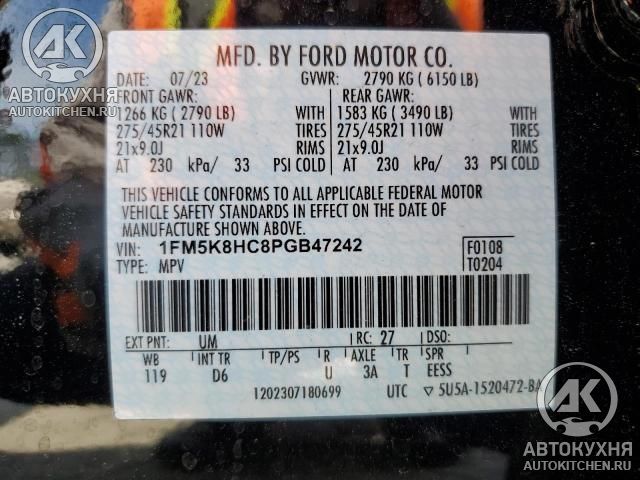 AK
АВТОКУХНЯ
AUTOKITCHEN.RU
MFD. BY FORD MOTOR CO.
DATE: 07/23 GVWR: 2790 KG ( 6150 LB)
FRONT GAWR: REAR GAWR:
1266 KG ( 2790 LB) WITH 1583 KG ( 3490 LB) WITH
275/45R21 110W TIRES 275/45R21 110W TIRES
21x9.0J RIMS 21x9.0J RIMS
AT 230 kPa/ 33 PSI COLD AT 230 kPa/ 33 PSI COLD
THIS VEHICLE CONFORMS TO ALL APPLICABLE FEDERAL MOTOR
VEHICLE SAFETY STANDARDS IN EFFECT ON THE DATE OF
MANUFACTURE SHOWN ABOVE.
VIN: 1FM5K8HC8PGB47242 F0108
TYPE: MPV T0204
EXT PNT: UM RC: 27 DSO:
WB INT TR TP/PS R AXLE TR SPR
119 D6 U 3A T EESS
1202307180699 UTC ▽5U5A-1520472-BA
AK
АВТОКУХНЯ
AUTOKITCHEN.RU